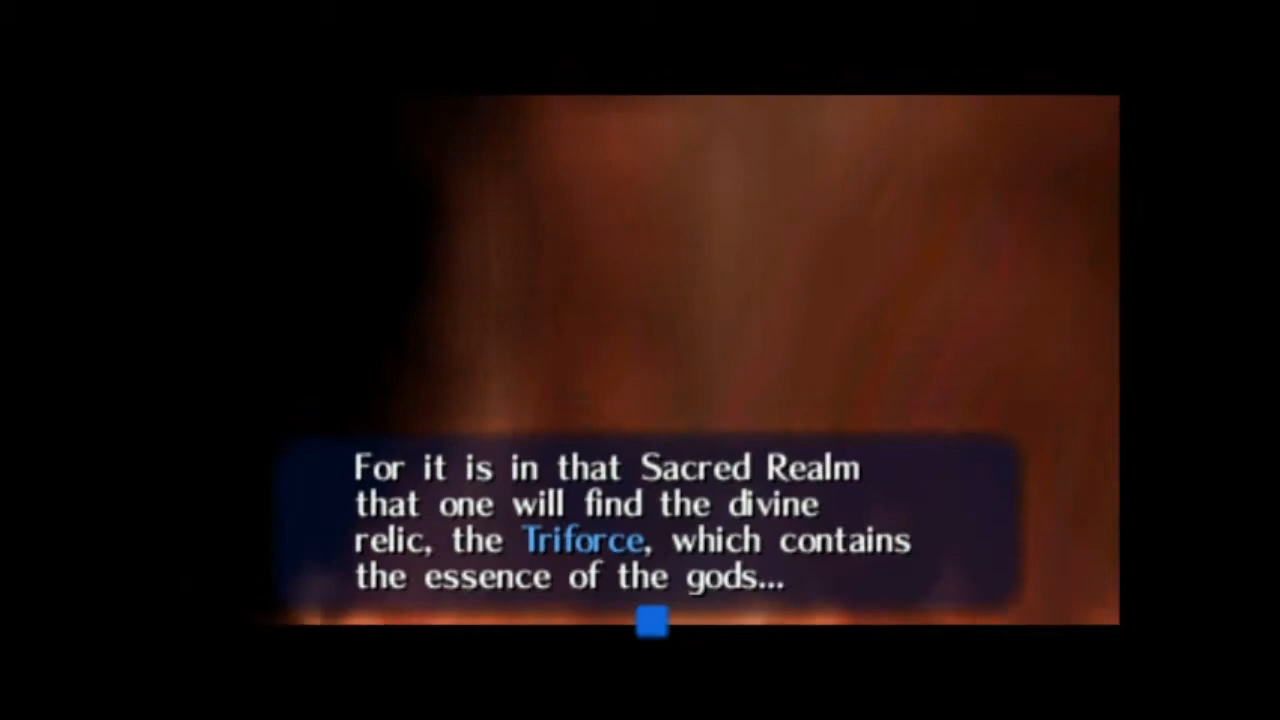 For it is in that Sacred Realm
that one will find the divine
relic, the Triforce, which contains
the essence of the gods...